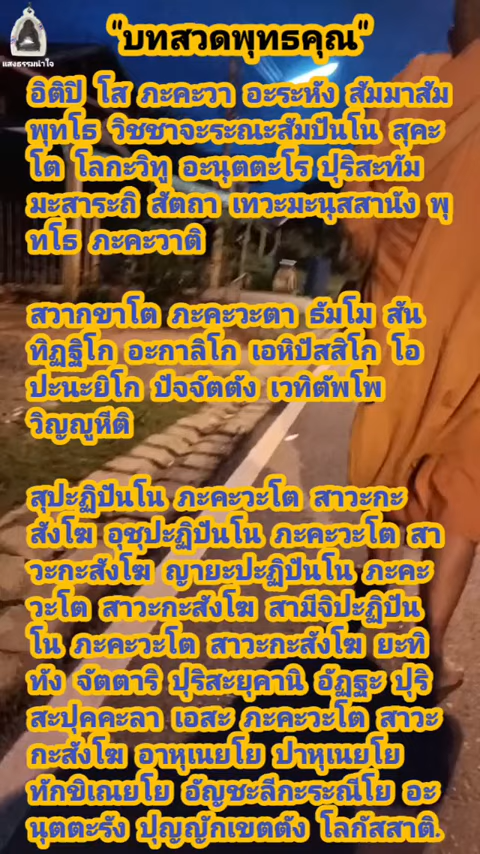 "บทสวดพุทธคุณ"
แสงธรรมนำใจ
อิติปิ โส ภะคะวา อะระหัง สัมมาสัม
พุทโธ วิชชาจะระณะสัมปันโน สุคะ
โต โลกะวิทู อะนุตตะโร ปุริสะทัม
มะสาระถิ สัตถา เทวะมะนุสสานัง พุ
ทโธ ภะคะวาติ
สวากขาโต ภะคะวะตา ธัมโม สัน
ทิฏฐิโก อะกาลิโก เอหิปัสสิโก โอ
ปะนะยิโก ปัจจัตตัง เวทิตัพโพ
วิญญูหีติ
สุปะฏิปันโน ภะคะวะโต สาวะกะ
สังโฆ อุชุปะฏิปันโน ภะคะวะโต สา
วะกะสังโฆ ญายะปะฏิปันโน ภะคะ
วะโต สาวะกะสังโฆ สามีจิปะฏิปัน
โน ภะคะวะโต สาวะกะสังโฆ ยะทิ
ทัง จัตตาริ ปุริสะยุคานิ อัฏฐะ ปุริ
สะปุคคะลา เอสะ ภะคะวะโต สาวะ
กะสังโฆ อาหุเนยโย ปาหุเนยโย
ทักขิเณยโย อัญชะลีกะระณีโย อะ
นุตตะรัง ปุญญักเขตตัง โลกัสสาติ.